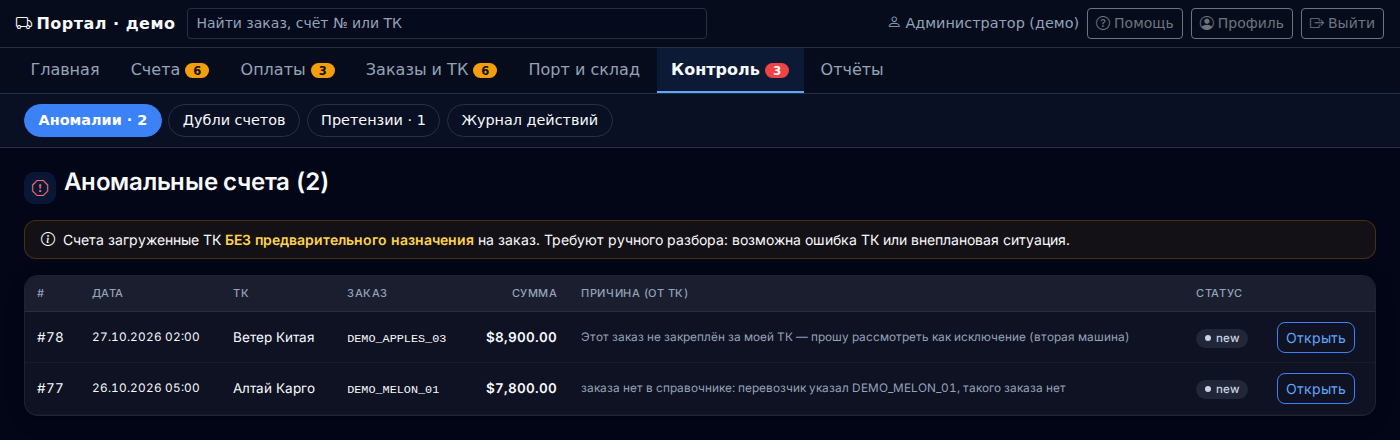 Портал · демо Найти заказ, счёт № или ТК Администратор (демо) Помощь Профиль Выйти
Главная Счета 6 Оплаты 3 Заказы и ТК 6 Порт и склад Контроль 3 Отчёты
Аномалии · 2 Дубли счетов Претензии · 1 Журнал действий
Аномальные счета (2)
Счета загруженные ТК БЕЗ предварительного назначения на заказ. Требуют ручного разбора: возможна ошибка ТК или внеплановая ситуация.
# ДАТА ТК ЗАКАЗ СУММА ПРИЧИНА (ОТ ТК) СТАТУС
#78 27.10.2026 02:00 Ветер Китая DEMO_APPLES_03 $8,900.00 Этот заказ не закреплён за моей ТК — прошу рассмотреть как исключение (вторая машина) new Открыть
#77 26.10.2026 05:00 Алтай Карго DEMO_MELON_01 $7,800.00 заказа нет в справочнике: перевозчик указал DEMO_MELON_01, такого заказа нет new Открыть